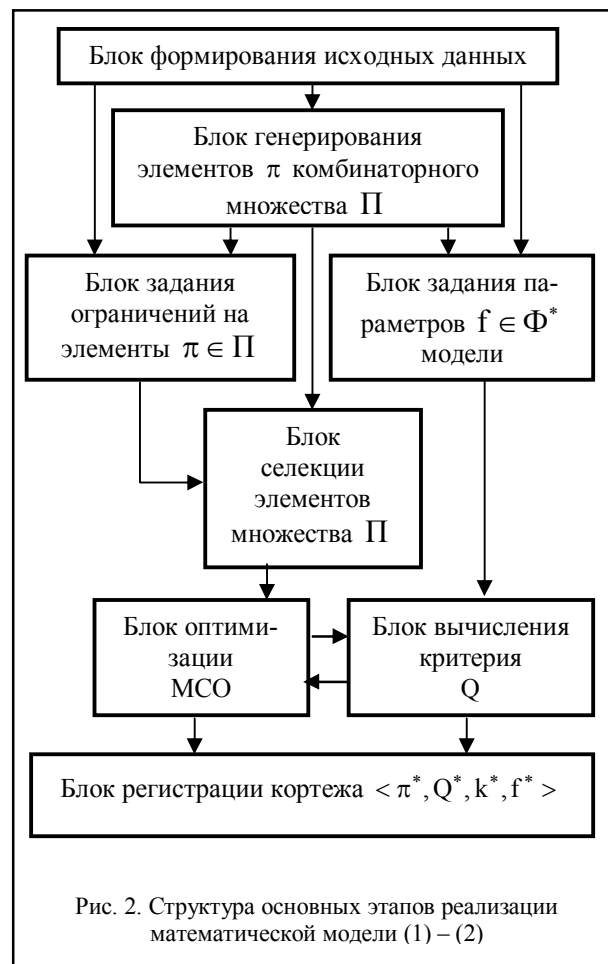 Блок формирования исходных данных
Блок генерирования
элементов π комбинаторного
множества Π
Блок задания
ограничений на
элементы π ∈ Π
Блок задания па-
раметров f ∈ Φ*
модели
Блок
селекции
элементов
множества Π
Блок оптими-
зации
МСО
Блок вычисления
критерия
Q
Блок регистрации кортежа < π*, Q*, k*, f* >
Рис. 2. Структура основных этапов реализации
математической модели (1) – (2)